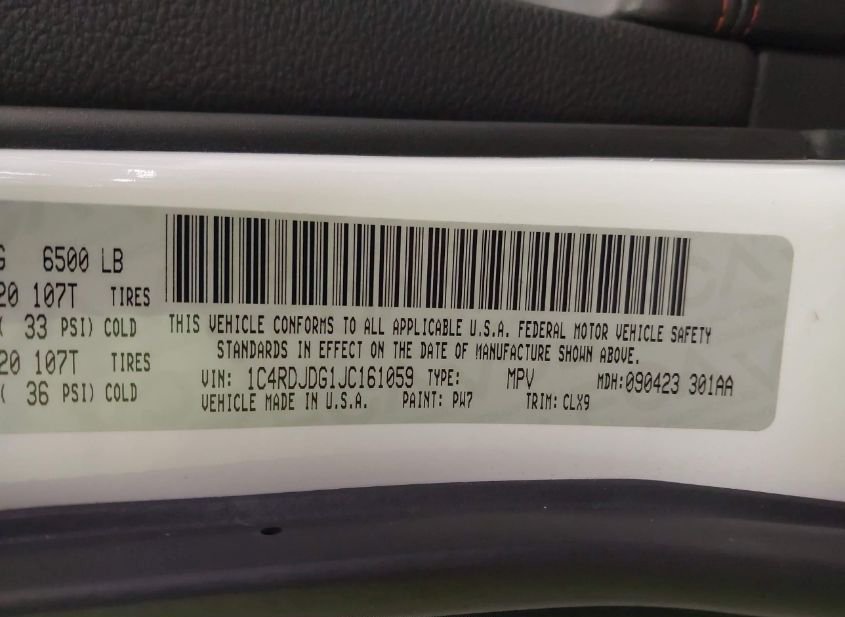 G 6500 LB
20 107T TIRES
( 33 PSI) COLD
20 107T TIRES
( 36 PSI) COLD
THIS VEHICLE CONFORMS TO ALL APPLICABLE U.S.A. FEDERAL MOTOR VEHICLE SAFETY
STANDARDS IN EFFECT ON THE DATE OF MANUFACTURE SHOWN ABOVE.
VIN: 1C4RDJDG1JC161059 TYPE: MPV MDH:090423 301AA
VEHICLE MADE IN U.S.A. PAINT: PW7 TRIM: CLX9